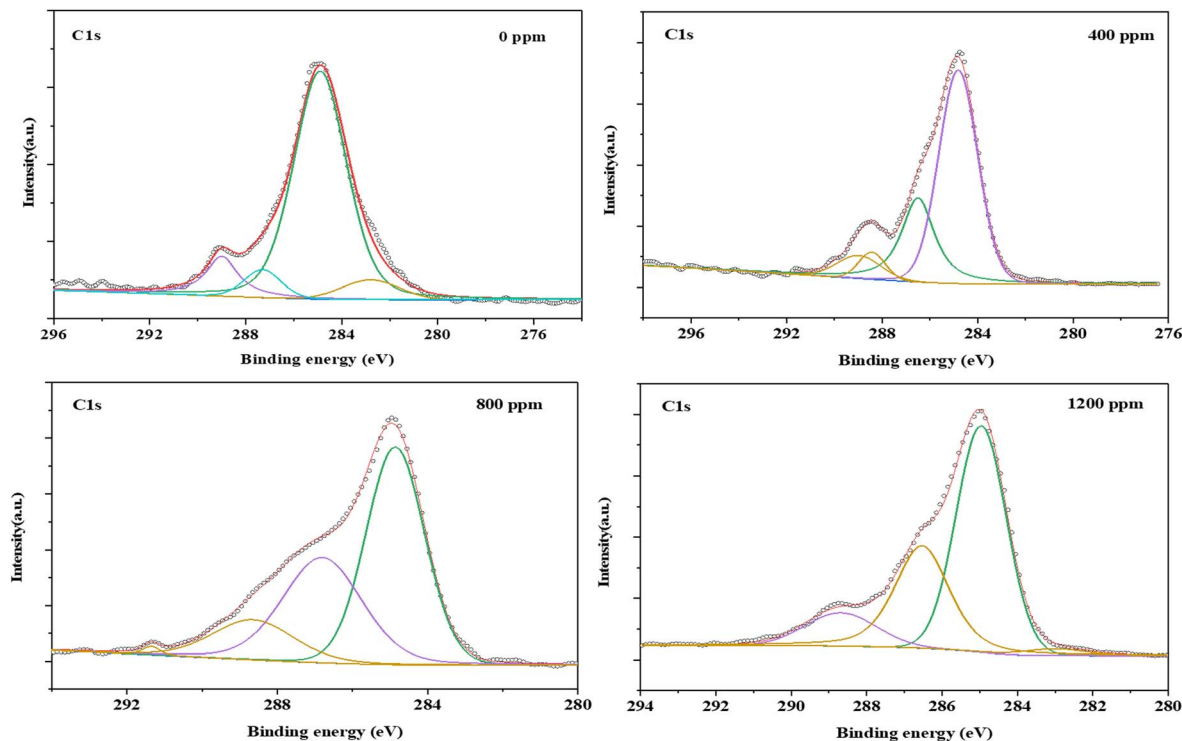 C1s
0 ppm
Intensity(a.u.)
296 292 288 284 280 276
Binding energy (eV)
C1s
400 ppm
Intensity(a.u.)
296 292 288 284 280 276
Binding energy (eV)
C1s
800 ppm
Intensity(a.u.)
292 288 284 280
Binding energy (eV)
C1s
1200 ppm
Intensity(a.u.)
294 292 290 288 286 284 282 280
Binding energy (eV)